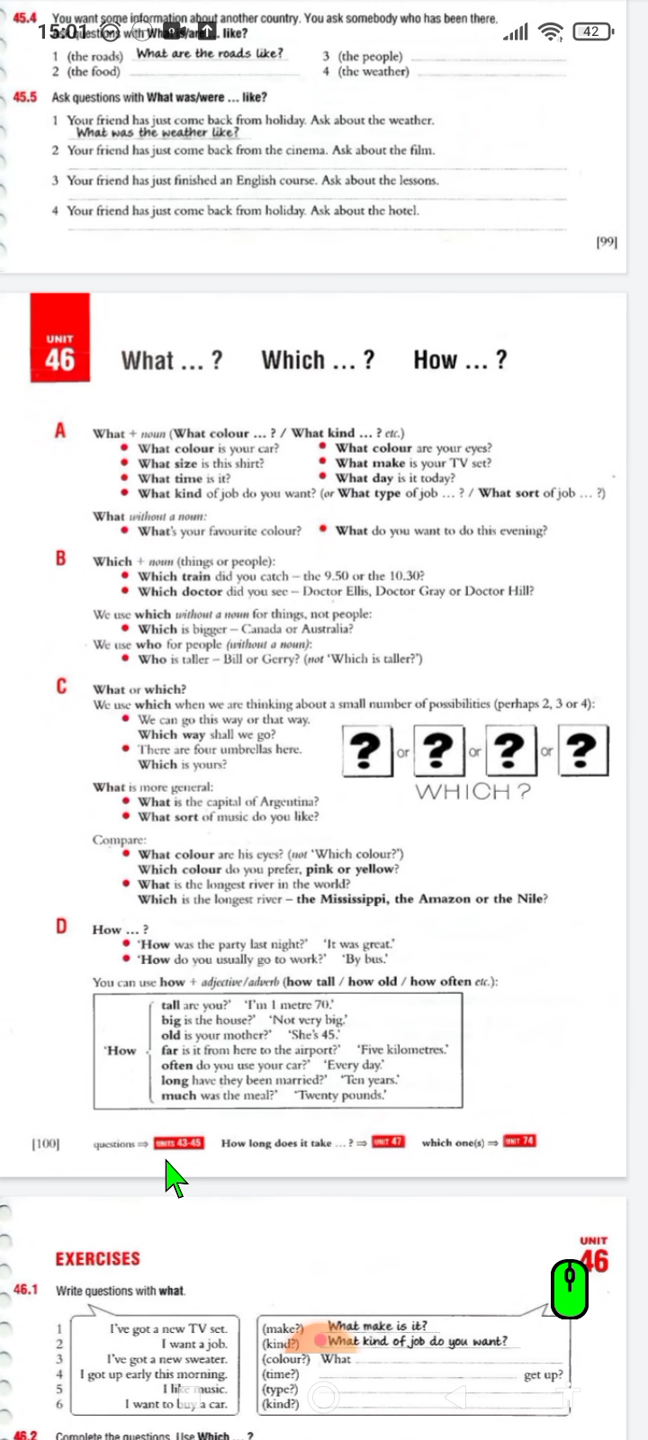 45.4 You want some information about another country. You ask somebody who has been there.
15:01
42
1 (the roads) What are the roads like? 3 (the people)
2 (the food) 4 (the weather)
45.5 Ask questions with What was/were ... like?
1 Your friend has just come back from holiday. Ask about the weather.
What was the weather like?
2 Your friend has just come back from the cinema. Ask about the film.
3 Your friend has just finished an English course. Ask about the lessons.
4 Your friend has just come back from holiday. Ask about the hotel.
[99]
UNIT
46 What ... ? Which ... ? How ... ?
A What + noun (What colour ... ? / What kind ... ? etc.)
• What colour is your car? • What colour are your eyes?
• What size is this shirt? • What make is your TV set?
• What time is it? • What day is it today?
• What kind of job do you want? (or What type of job ... ? / What sort of job ... ?)
What without a noun:
• What's your favourite colour? • What do you want to do this evening?
B Which + noun (things or people):
• Which train did you catch – the 9.50 or the 10.30?
• Which doctor did you see – Doctor Ellis, Doctor Gray or Doctor Hill?
We use which without a noun for things, not people:
• Which is bigger – Canada or Australia?
We use who for people (without a noun):
• Who is taller – Bill or Gerry? (not 'Which is taller?')
C What or which?
We use which when we are thinking about a small number of possibilities (perhaps 2, 3 or 4):
• We can go this way or that way.
Which way shall we go?
• There are four umbrellas here.
Which is yours?
? or ? or ? or ?
WHICH?
What is more general:
• What is the capital of Argentina?
• What sort of music do you like?
Compare:
• What colour are his eyes? (not 'Which colour?')
Which colour do you prefer, pink or yellow?
• What is the longest river in the world?
Which is the longest river – the Mississippi, the Amazon or the Nile?
D How ... ?
• 'How was the party last night?' 'It was great.'
• 'How do you usually go to work?' 'By bus.'
You can use how + adjective/adverb (how tall / how old / how often etc.):
'How
tall are you?' 'I'm 1 metre 70.'
big is the house?' 'Not very big.'
old is your mother?' 'She's 45.'
far is it from here to the airport?' 'Five kilometres.'
often do you use your car?' 'Every day.'
long have they been married?' 'Ten years.'
much was the meal?' 'Twenty pounds.'
[100] questions ⇒ UNITS 43-45 How long does it take ... ? ⇒ UNIT 47 which one(s) ⇒ UNIT 74
UNIT
46
EXERCISES
46.1 Write questions with what.
1 I've got a new TV set. (make?) What make is it?
2 I want a job. (kind?) What kind of job do you want?
3 I've got a new sweater. (colour?) What
4 I got up early this morning. (time?) get up?
5 I like music. (type?)
6 I want to buy a car. (kind?)
46.2 Complete the questions. Use Which ... ?